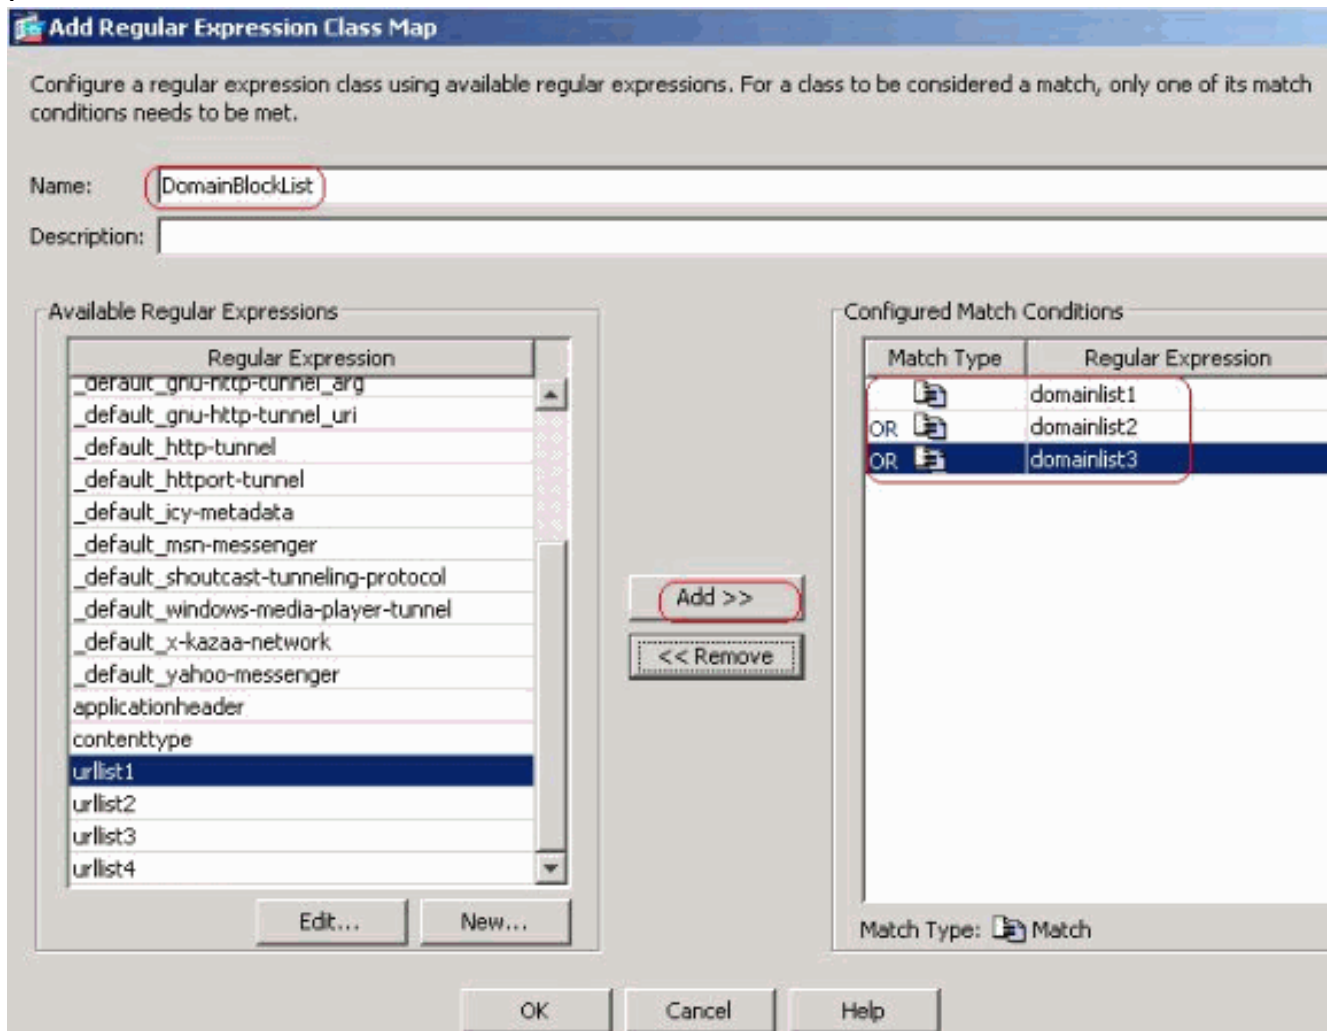 Add Regular Expression Class Map
Configure a regular expression class using available regular expressions. For a class to be considered a match, only one of its match
conditions needs to be met.
Name: DomainBlockList
Description:
Available Regular Expressions
Regular Expression
_default_gnu-http-tunnel_arg
_default_gnu-http-tunnel_uri
_default_http-tunnel
_default_httport-tunnel
_default_icy-metadata
_default_msn-messenger
_default_shoutcast-tunneling-protocol
_default_windows-media-player-tunnel
_default_x-kazaa-network
_default_yahoo-messenger
applicationheader
contenttype
urllist1
urllist2
urllist3
urllist4
Edit...
New...
Add >>
<< Remove
Configured Match Conditions
Match Type Regular Expression
domainlist1
OR domainlist2
OR domainlist3
Match Type: Match
OK
Cancel
Help